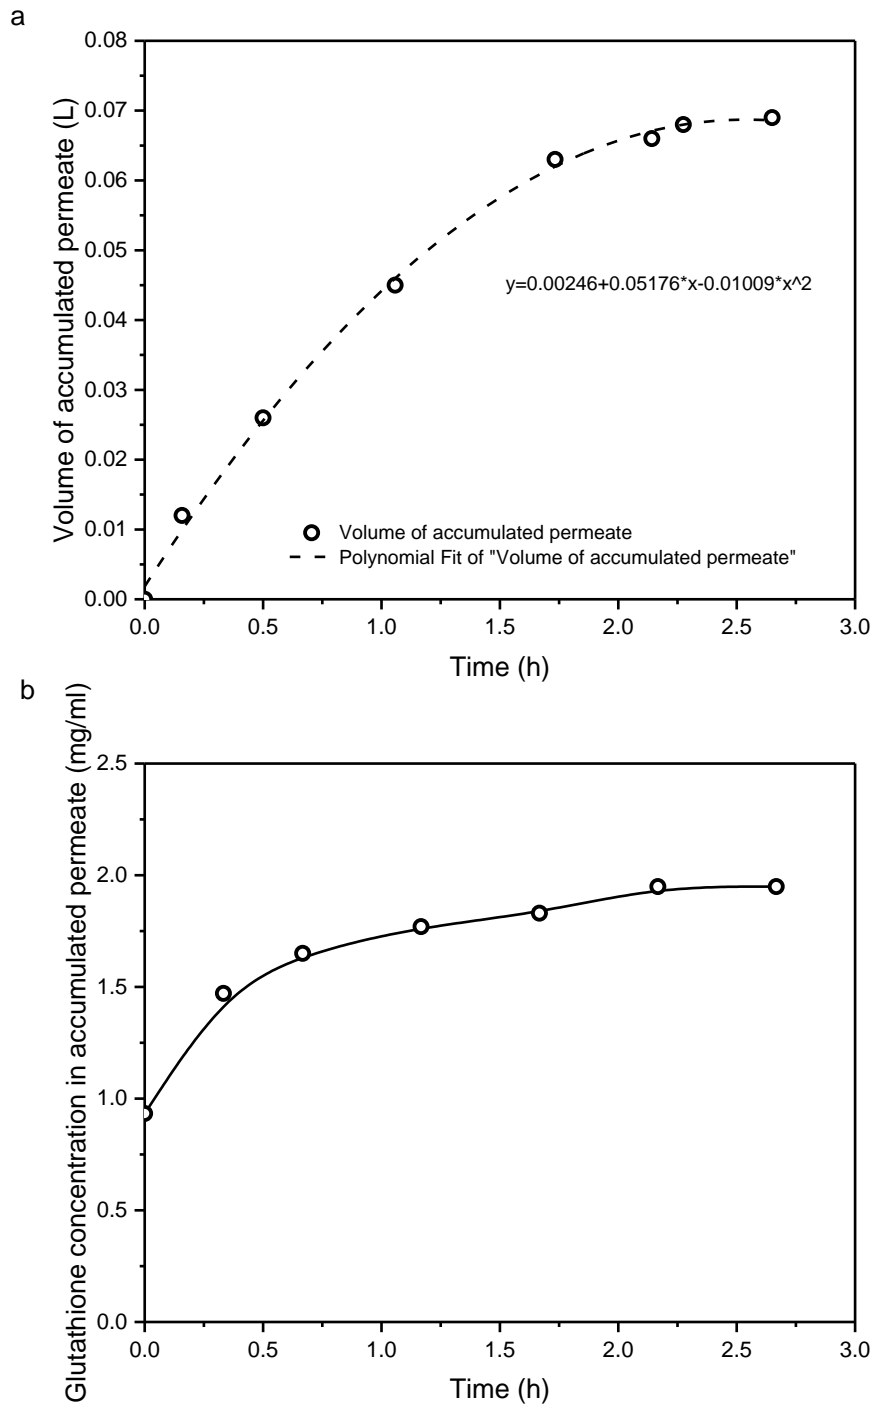 a
Volume of accumulated permeate (L)
0.08
0.07
0.06
0.05
0.04
0.03
0.02
0.01
0.00
y=0.00246+0.05176*x-0.01009*x^2
Volume of accumulated permeate
Polynomial Fit of "Volume of accumulated permeate"
0.0 0.5 1.0 1.5 2.0 2.5 3.0
Time (h)
b
Glutathione concentration in accumulated permeate (mg/ml)
2.5
2.0
1.5
1.0
0.5
0.0
0.0 0.5 1.0 1.5 2.0 2.5 3.0
Time (h)